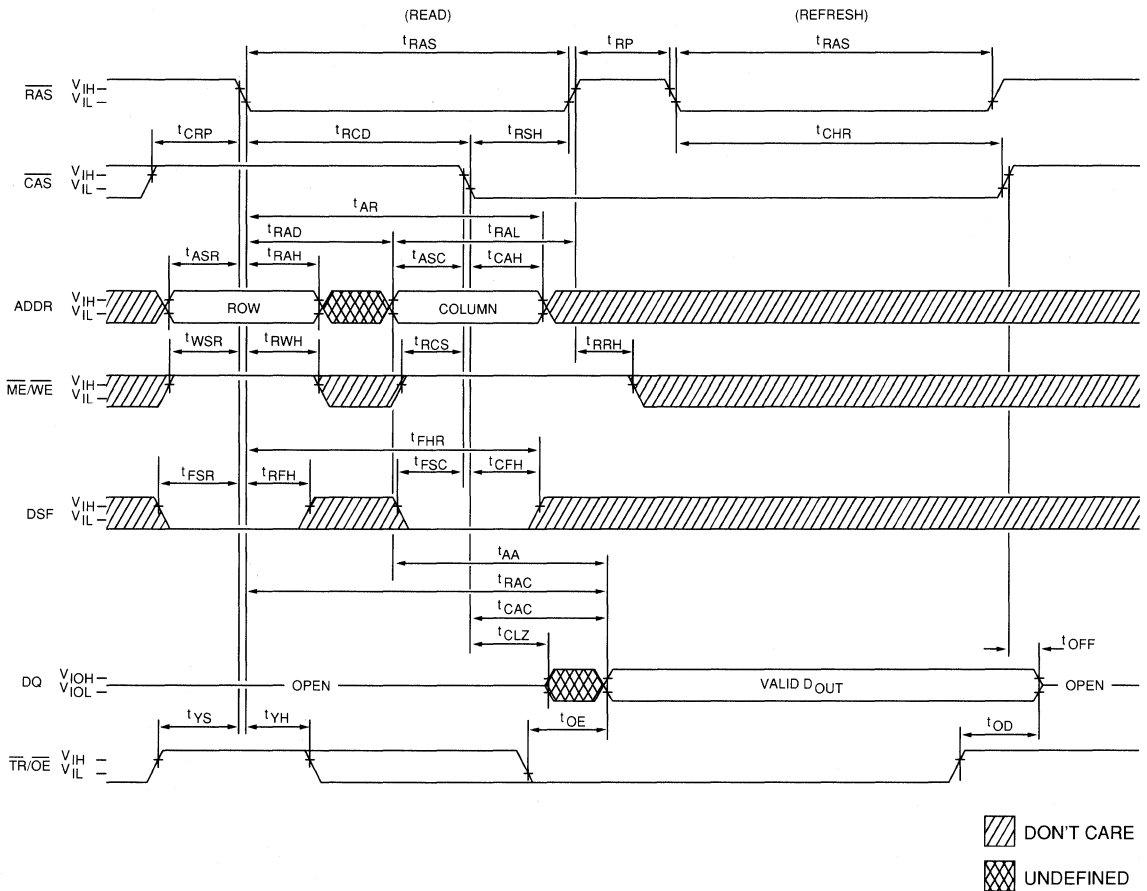 (READ) (REFRESH)
tRAS tRP tRAS
RAS VIH VIL
tCRP tRCD tRSH tCHR
CAS VIH VIL
tAR
tRAD tRAL
tASR tRAH tASC tCAH
ADDR VIH VIL ROW COLUMN
tWSR tRWH tRCS tRRH
ME/WE VIH VIL
tFHR
tFSR tRFH tFSC tCFH
DSF VIH VIL
tAA
tRAC
tCAC
tCLZ tOFF
DQ VIOH VIOL OPEN VALID DOUT OPEN
tYS tYH tOE tOD
TR/OE VIH VIL
DON'T CARE
UNDEFINED